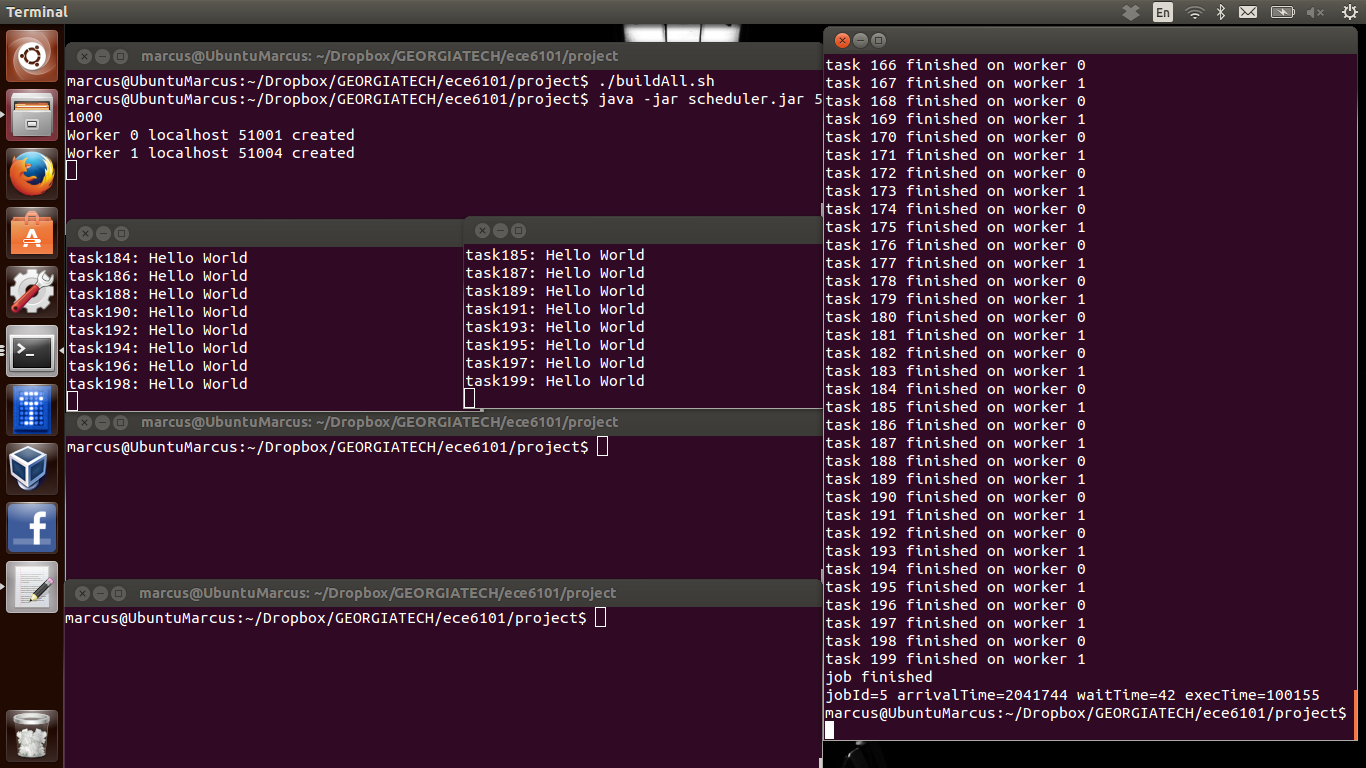 Terminal
En
marcus@UbuntuMarcus: ~/Dropbox/GEORGIATECH/ece6101/project
marcus@UbuntuMarcus:~/Dropbox/GEORGIATECH/ece6101/project$ ./buildAll.sh
marcus@UbuntuMarcus:~/Dropbox/GEORGIATECH/ece6101/project$ java -jar scheduler.jar 5
1000
Worker 0 localhost 51001 created
Worker 1 localhost 51004 created
task184: Hello World
task186: Hello World
task188: Hello World
task190: Hello World
task192: Hello World
task194: Hello World
task196: Hello World
task198: Hello World
task185: Hello World
task187: Hello World
task189: Hello World
task191: Hello World
task193: Hello World
task195: Hello World
task197: Hello World
task199: Hello World
marcus@UbuntuMarcus: ~/Dropbox/GEORGIATECH/ece6101/project
marcus@UbuntuMarcus:~/Dropbox/GEORGIATECH/ece6101/project$
marcus@UbuntuMarcus: ~/Dropbox/GEORGIATECH/ece6101/project
marcus@UbuntuMarcus:~/Dropbox/GEORGIATECH/ece6101/project$
task 166 finished on worker 0
task 167 finished on worker 1
task 168 finished on worker 0
task 169 finished on worker 1
task 170 finished on worker 0
task 171 finished on worker 1
task 172 finished on worker 0
task 173 finished on worker 1
task 174 finished on worker 0
task 175 finished on worker 1
task 176 finished on worker 0
task 177 finished on worker 1
task 178 finished on worker 0
task 179 finished on worker 1
task 180 finished on worker 0
task 181 finished on worker 1
task 182 finished on worker 0
task 183 finished on worker 1
task 184 finished on worker 0
task 185 finished on worker 1
task 186 finished on worker 0
task 187 finished on worker 1
task 188 finished on worker 0
task 189 finished on worker 1
task 190 finished on worker 0
task 191 finished on worker 1
task 192 finished on worker 0
task 193 finished on worker 1
task 194 finished on worker 0
task 195 finished on worker 1
task 196 finished on worker 0
task 197 finished on worker 1
task 198 finished on worker 0
task 199 finished on worker 1
job finished
jobId=5 arrivalTime=2041744 waitTime=42 execTime=100155
marcus@UbuntuMarcus:~/Dropbox/GEORGIATECH/ece6101/project$